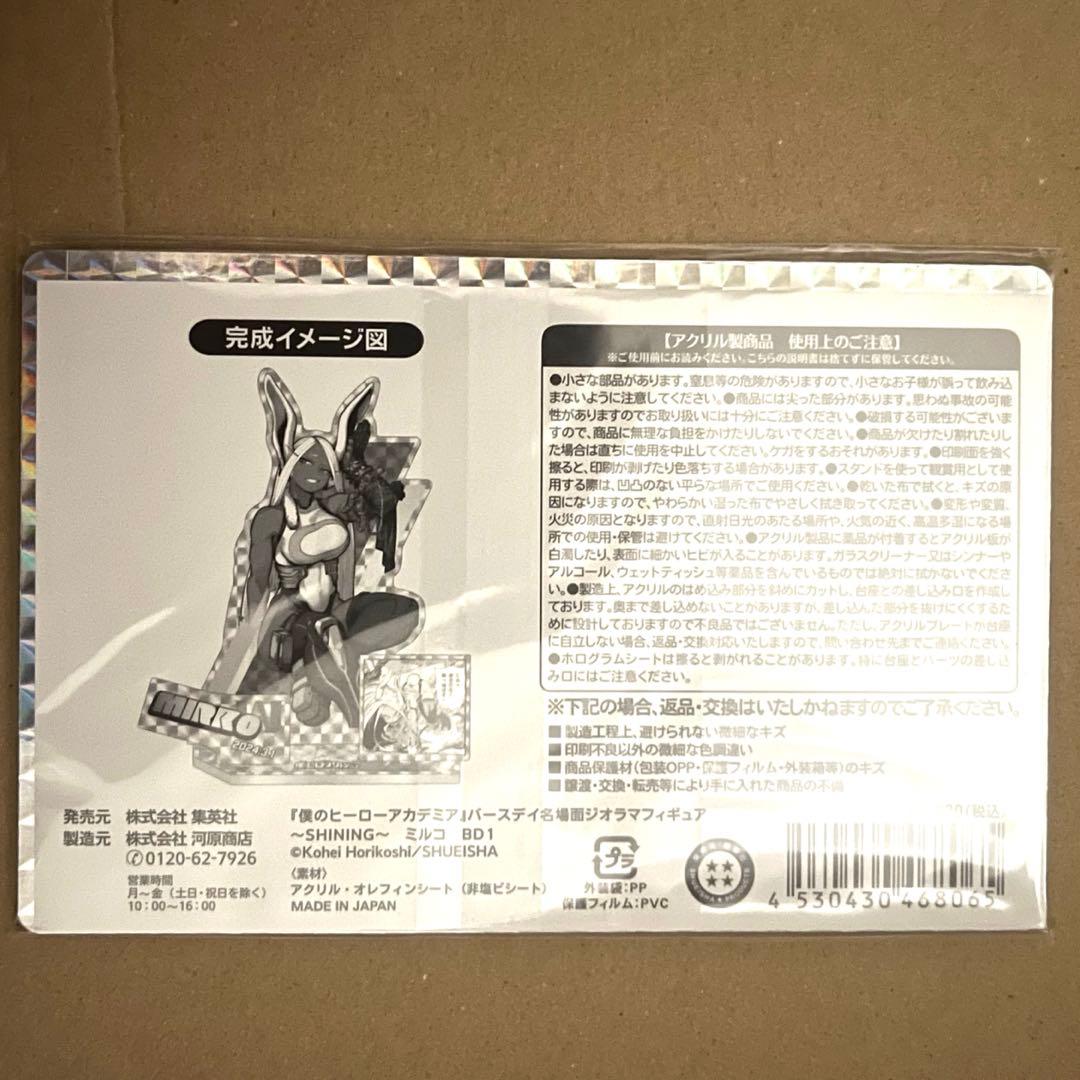 完成イメージ図
MIRKO
2024.3.1
【アクリル製商品 使用上のご注意】
※ご使用前にお読みください。こちらの説明書は捨てずに保管してください。
●小さな部品があります。窒息等の危険がありますので、小さなお子様が誤って飲み込
まないように注意してください。●商品には尖った部分があります。思わぬ事故の可能
性がありますのでお取り扱いには十分にご注意ください。●破損する可能性がございま
すので、商品に無理な負担をかけたりしないでください。●商品が欠けたり割れたりし
た場合は直ちに使用を中止してください。ケガをするおそれがあります。●印刷面を強く
擦ると、印刷が剥げたり色落ちする場合があります。●スタンドを使って観賞用として使
用する際は、凹凸のない平らな場所でご使用ください。●乾いた布で拭くと、キズの原
因になりますので、やわらかい湿った布でやさしく拭き取ってください。●変形や変質、
火災の原因となりますので、直射日光のあたる場所や、火気の近く、高温多湿になる場
所での使用・保管は避けてください。●アクリル製品に薬品が付着するとアクリル板が
白濁したり、表面に細かいヒビが入ることがあります。ガラスクリーナー又はシンナーや
アルコール、ウェットティッシュ等薬品を含んでいるものでは絶対に拭かないでくださ
い。●製造上、アクリルのはめ込み部分を斜めにカットし、台座との差し込み口を作成し
ております。奥まで差し込めないことがありますが、差し込んだ部分を抜けにくくするた
めに設計しておりますので不良品ではございません。ただし、アクリルプレートが台座
に自立しない場合、返品・交換対応いたしますので、問い合わせ先までご連絡ください。
●ホログラムシートは擦ると剥がれることがあります。特に台座とパーツの差し込
み口にはご注意ください。
※下記の場合、返品・交換はいたしかねますのでご了承ください。
■製造工程上、避けられない微細なキズ
■印刷不良以外の微細な色調違い
■商品保護材(包装OPP・保護フィルム・外装箱等)のキズ
■譲渡・交換・転売等により手に入れた商品の不備
発売元 株式会社 集英社
製造元 株式会社 河原商店
✆0120-62-7926
営業時間
月～金(土日・祝日を除く)
10:00～16:00
『僕のヒーローアカデミア』バースデイ名場面ジオラマフィギュア
～SHINING～ ミルコ BD1
©Kohei Horikoshi/SHUEISHA
〈素材〉
アクリル・オレフィンシート(非塩ビシート)
MADE IN JAPAN
プラ
外装袋:PP
保護フィルム:PVC
(税込)
4 530430 468065